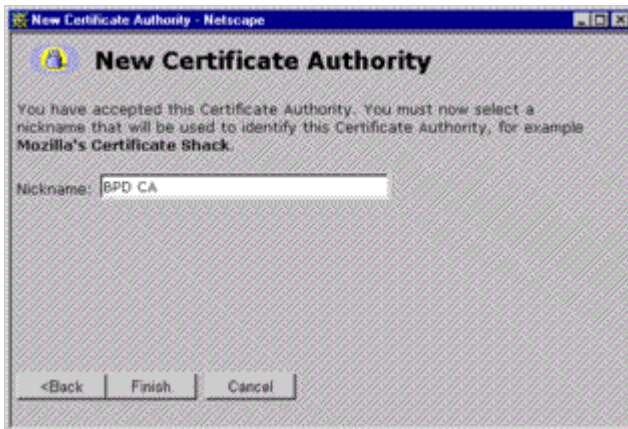 New Certificate Authority - Netscape
New Certificate Authority
You have accepted this Certificate Authority. You must now select a
nickname that will be used to identify this Certificate Authority, for example
Mozilla's Certificate Shack.
Nickname: BPD CA
<Back Finish Cancel